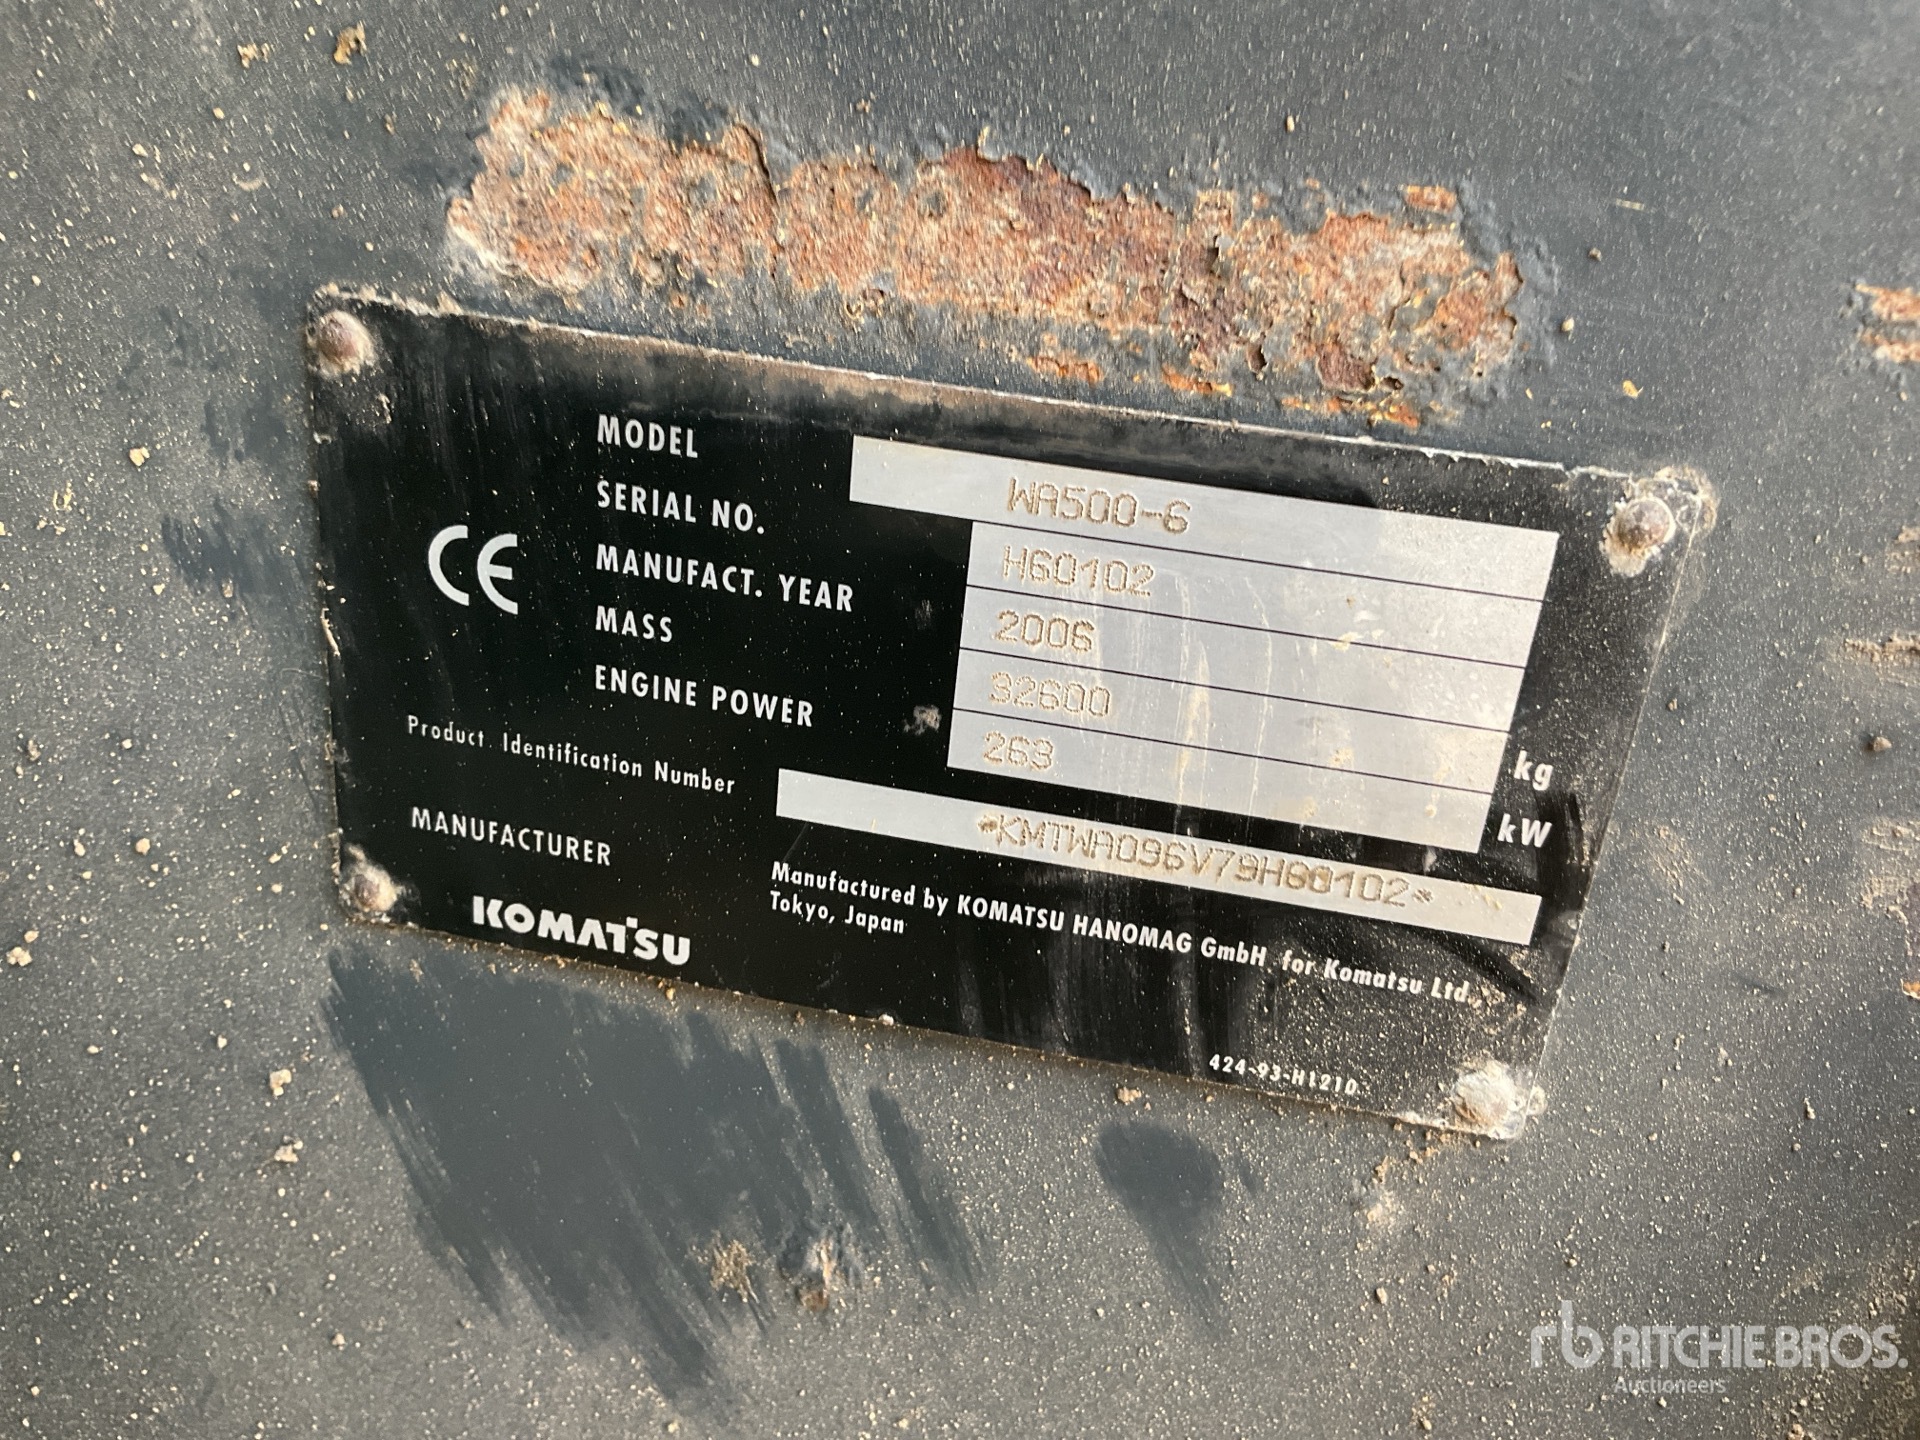 CE
MODEL WA500-6
SERIAL NO. H60102
MANUFACT. YEAR 2006
MASS 32600 kg
ENGINE POWER 263 kW
Product Identification Number *KMTWA096V79H60102*
MANUFACTURER Manufactured by KOMATSU HANOMAG GmbH for Komatsu Ltd.,
Tokyo, Japan
KOMATSU
424-93-H1210
rb RITCHIE BROS.
Auctioneers